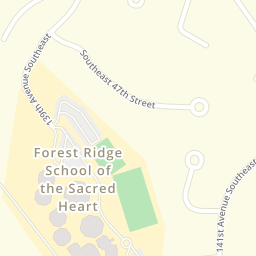 139th Avenue Southeast
Southeast 47th Street
Forest Ridge
School of
the Sacred
Heart
141st Avenue Southeast